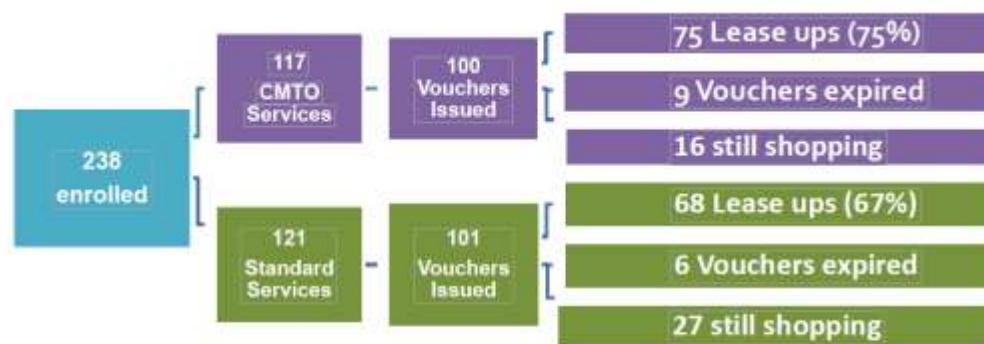 238
enrolled
117
CMTO
Services
100
Vouchers
Issued
75 Lease ups (75%)
9 Vouchers expired
16 still shopping
121
Standard
Services
101
Vouchers
Issued
68 Lease ups (67%)
6 Vouchers expired
27 still shopping